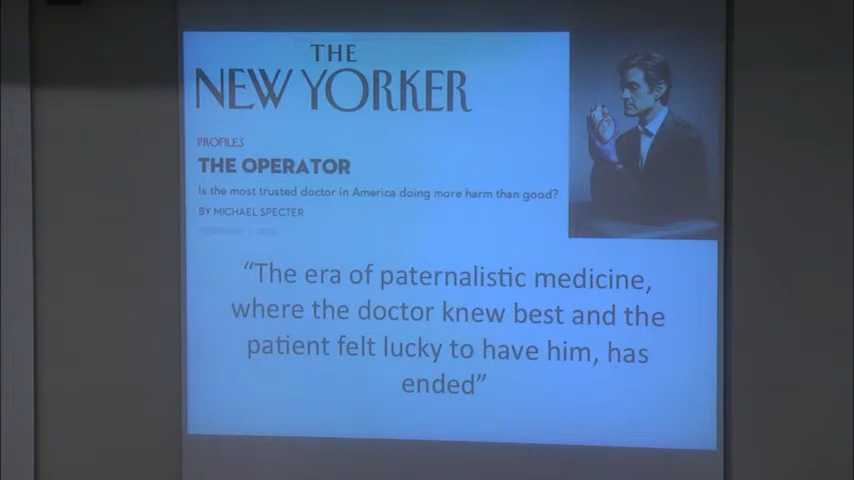 THE
NEW YORKER
PROFILES
THE OPERATOR
Is the most trusted doctor in America doing more harm than good?
BY MICHAEL SPECTER
“The era of paternalistic medicine,
where the doctor knew best and the
patient felt lucky to have him, has
ended”